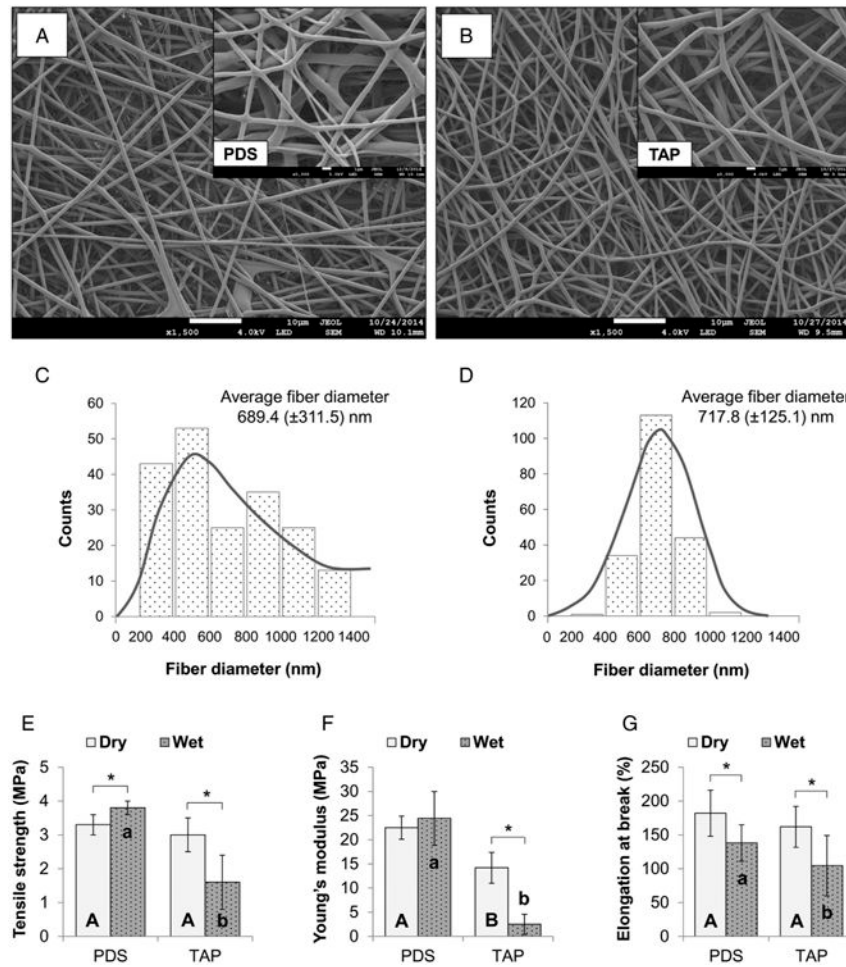 A
PDS
x1,500 4.0kV LED 10μm JEOL SEM 10/24/2014 WD 10.1mm
B
TAP
x1,500 4.0kV LED 10μm JEOL SEM 10/27/2014 WD 9.5mm
C
Average fiber diameter
689.4 (±311.5) nm
Counts
60
50
40
30
20
10
0
0 200 400 600 800 1000 1200 1400
Fiber diameter (nm)
D
Average fiber diameter
717.8 (±125.1) nm
Counts
120
100
80
60
40
20
0
0 200 400 600 800 1000 1200 1400
Fiber diameter (nm)
E
Dry Wet
Tensile strength (MPa)
5
4
3
2
1
0
* *
A a A b
PDS TAP
F
Dry Wet
Young's modulus (MPa)
35
30
25
20
15
10
5
0
*
A a B b
PDS TAP
G
Dry Wet
Elongation at break (%)
250
200
150
100
50
0
* *
A a A b
PDS TAP